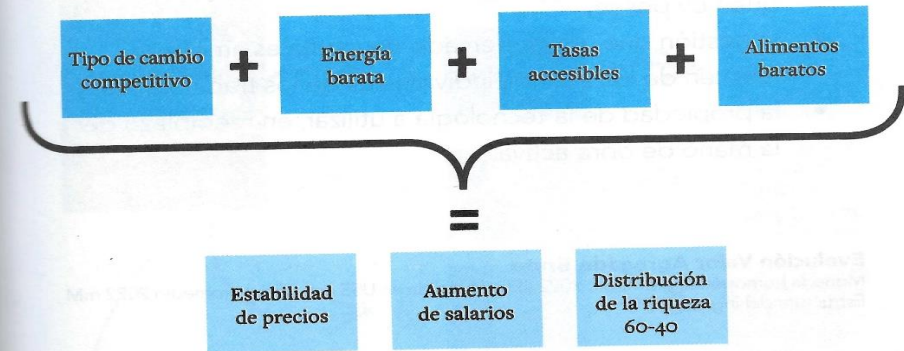 Tipo de cambio
competitivo
+
Energía
barata
+
Tasas
accesibles
+
Alimentos
baratos
=
Estabilidad
de precios
Aumento
de salarios
Distribución
de la riqueza
60-40